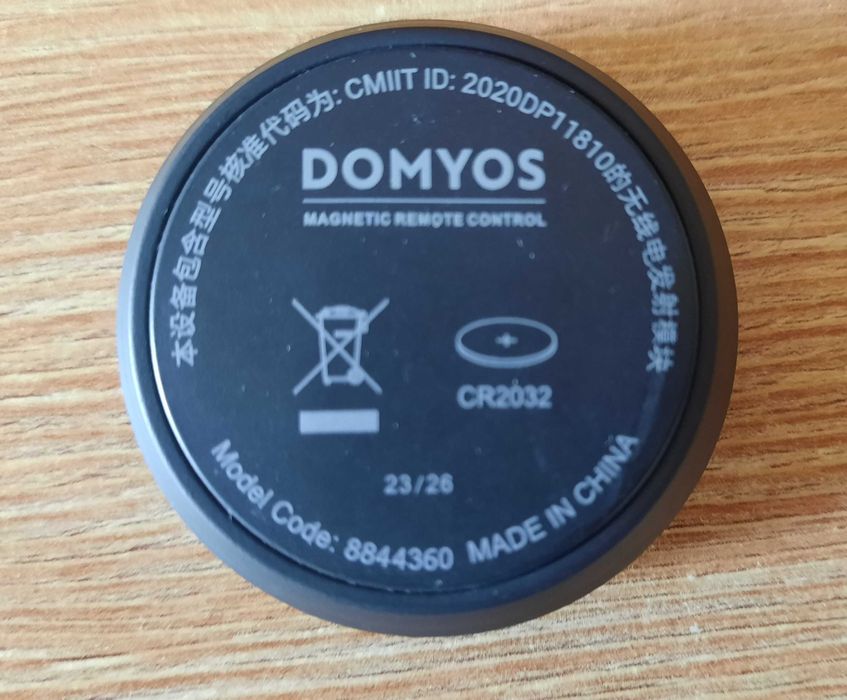 本设备包含型号核准代码为: CMIIT ID: 2020DP11810的无线电发射模块
DOMYOS
MAGNETIC REMOTE CONTROL
+
CR2032
23/26
Model Code: 8844360 MADE IN CHINA